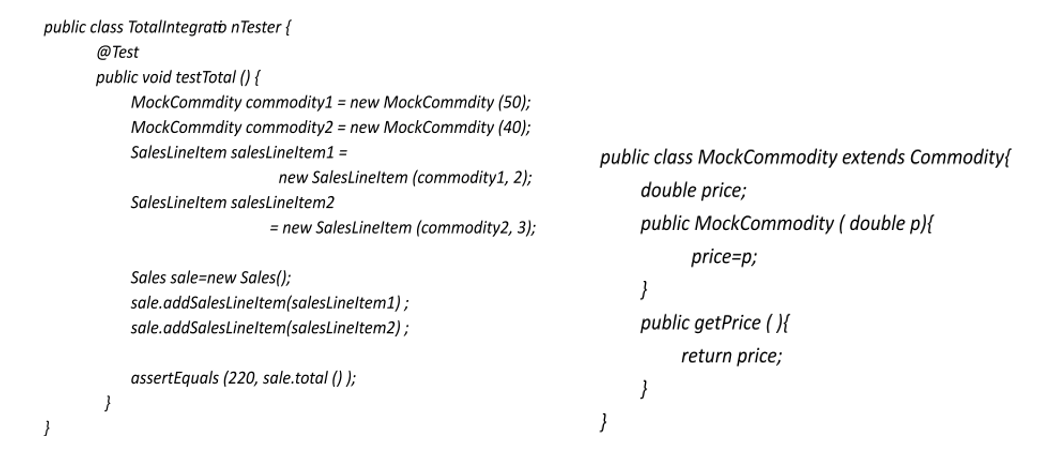 public class TotalIntegratio nTester {
@Test
public void testTotal () {
MockCommdity commodity1 = new MockCommdity (50);
MockCommdity commodity2 = new MockCommdity (40);
SalesLineItem salesLineItem1 =
new SalesLineItem (commodity1, 2);
SalesLineItem salesLineItem2
= new SalesLineItem (commodity2, 3);
Sales sale=new Sales();
sale.addSalesLineItem(salesLineItem1) ;
sale.addSalesLineItem(salesLineItem2) ;
assertEquals (220, sale.total () );
}
}
public class MockCommodity extends Commodity{
double price;
public MockCommodity ( double p){
price=p;
}
public getPrice ( ){
return price;
}
}